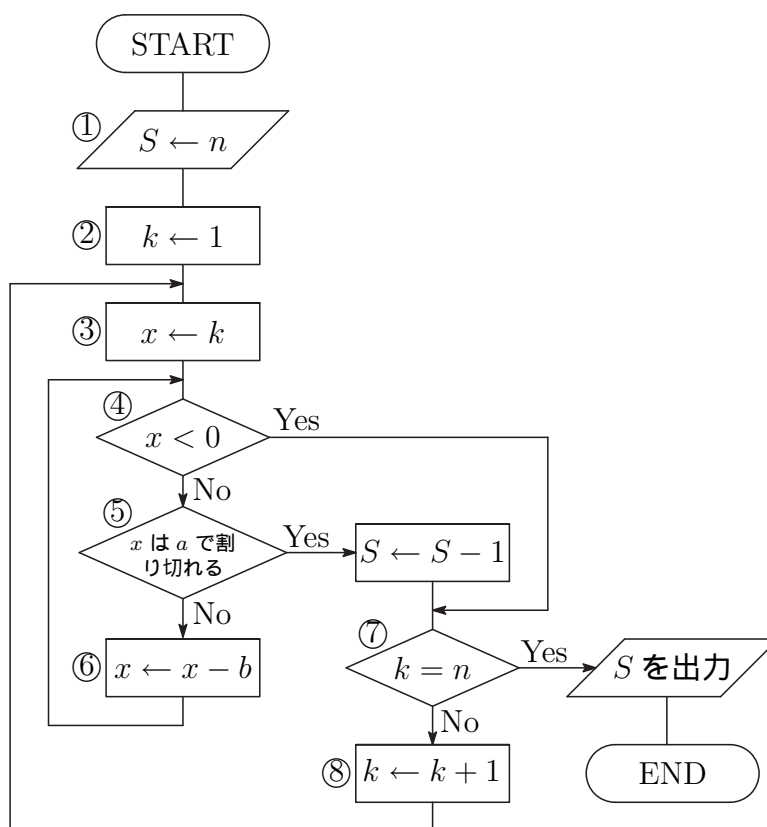 START
① S ← n
② k ← 1
③ x ← k
④ x < 0
Yes
No
⑤ x は a で割
り切れる
Yes
S ← S − 1
No
⑥ x ← x − b
⑦ k = n
Yes
S を出力
No
⑧ k ← k + 1
END